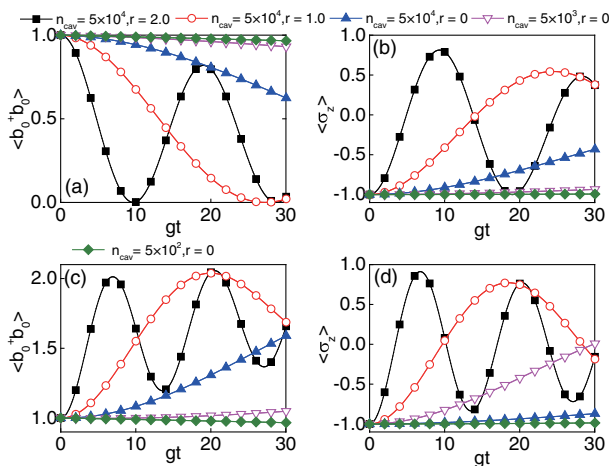 n_cav = 5×10^4, r = 2.0 n_cav = 5×10^4, r = 1.0 n_cav = 5×10^4, r = 0 n_cav = 5×10^3, r = 0
1.0 (b) 1.0
0.5
<b_0^+ b_0> 0.5 <σ_z> 0.0
-0.5
0.0 (a) -1.0
0 10 20 30 0 10 20 30
gt gt
n_cav = 5×10^2, r = 0
2.0 (c) 1.0 (d)
0.5
<b_0^+ b_0> 1.5 <σ_z> 0.0
-0.5
1.0 -1.0
0 10 20 30 0 10 20 30
gt gt